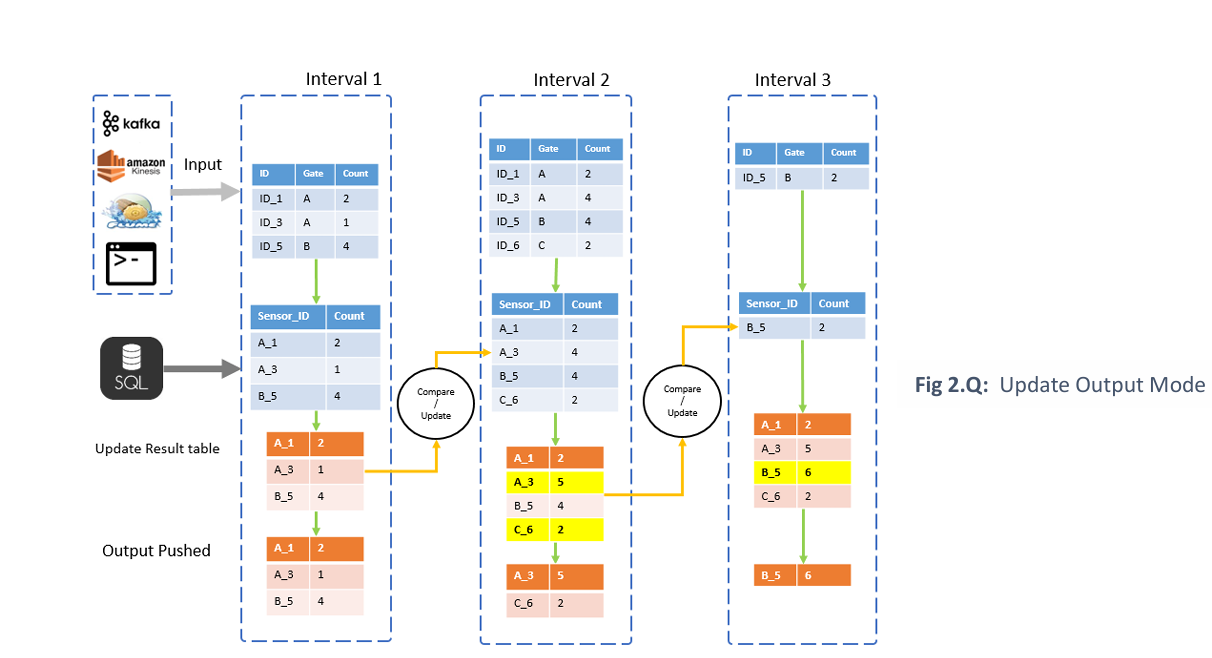 Interval 1
Interval 2
Interval 3
kafka
amazon
Kinesis
Input
ID Gate Count
ID_1 A 2
ID_3 A 1
ID_5 B 4
Sensor_ID Count
A_1 2
A_3 1
B_5 4
SQL
Update Result table
A_1 2
A_3 1
B_5 4
Output Pushed
A_1 2
A_3 1
B_5 4
Compare
/
Update
ID Gate Count
ID_1 A 2
ID_3 A 4
ID_5 B 4
ID_6 C 2
Sensor_ID Count
A_1 2
A_3 4
B_5 4
C_6 2
A_1 2
A_3 5
B_5 4
C_6 2
A_3 5
C_6 2
Compare
/
Update
ID Gate Count
ID_5 B 2
Sensor_ID Count
B_5 2
A_1 2
A_3 5
B_5 6
C_6 2
B_5 6
Fig 2.Q: Update Output Mode